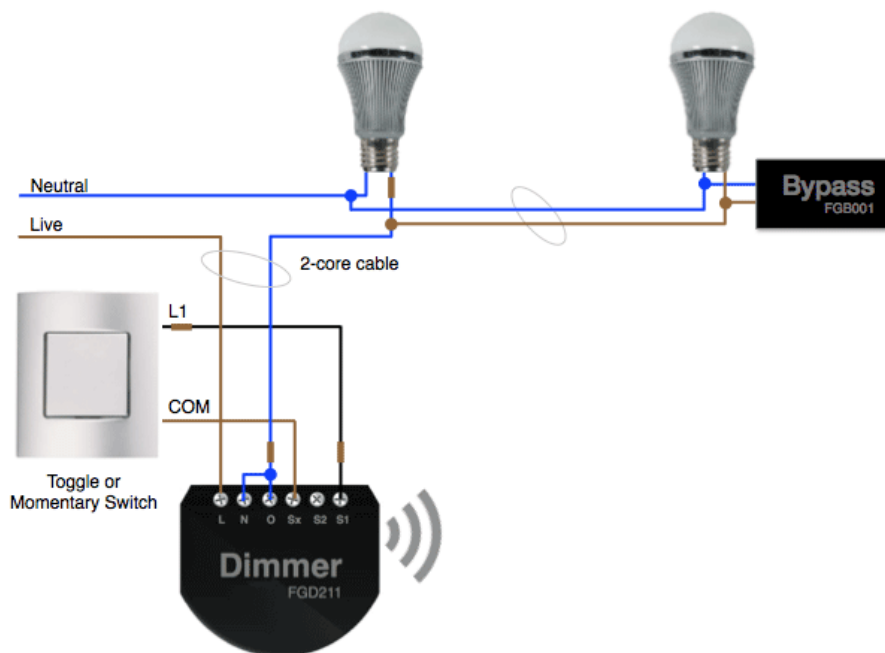 Neutral
Live
Bypass
FGB001
2-core cable
L1
COM
Toggle or
Momentary Switch
L N O Sx S2 S1
Dimmer
FGD211